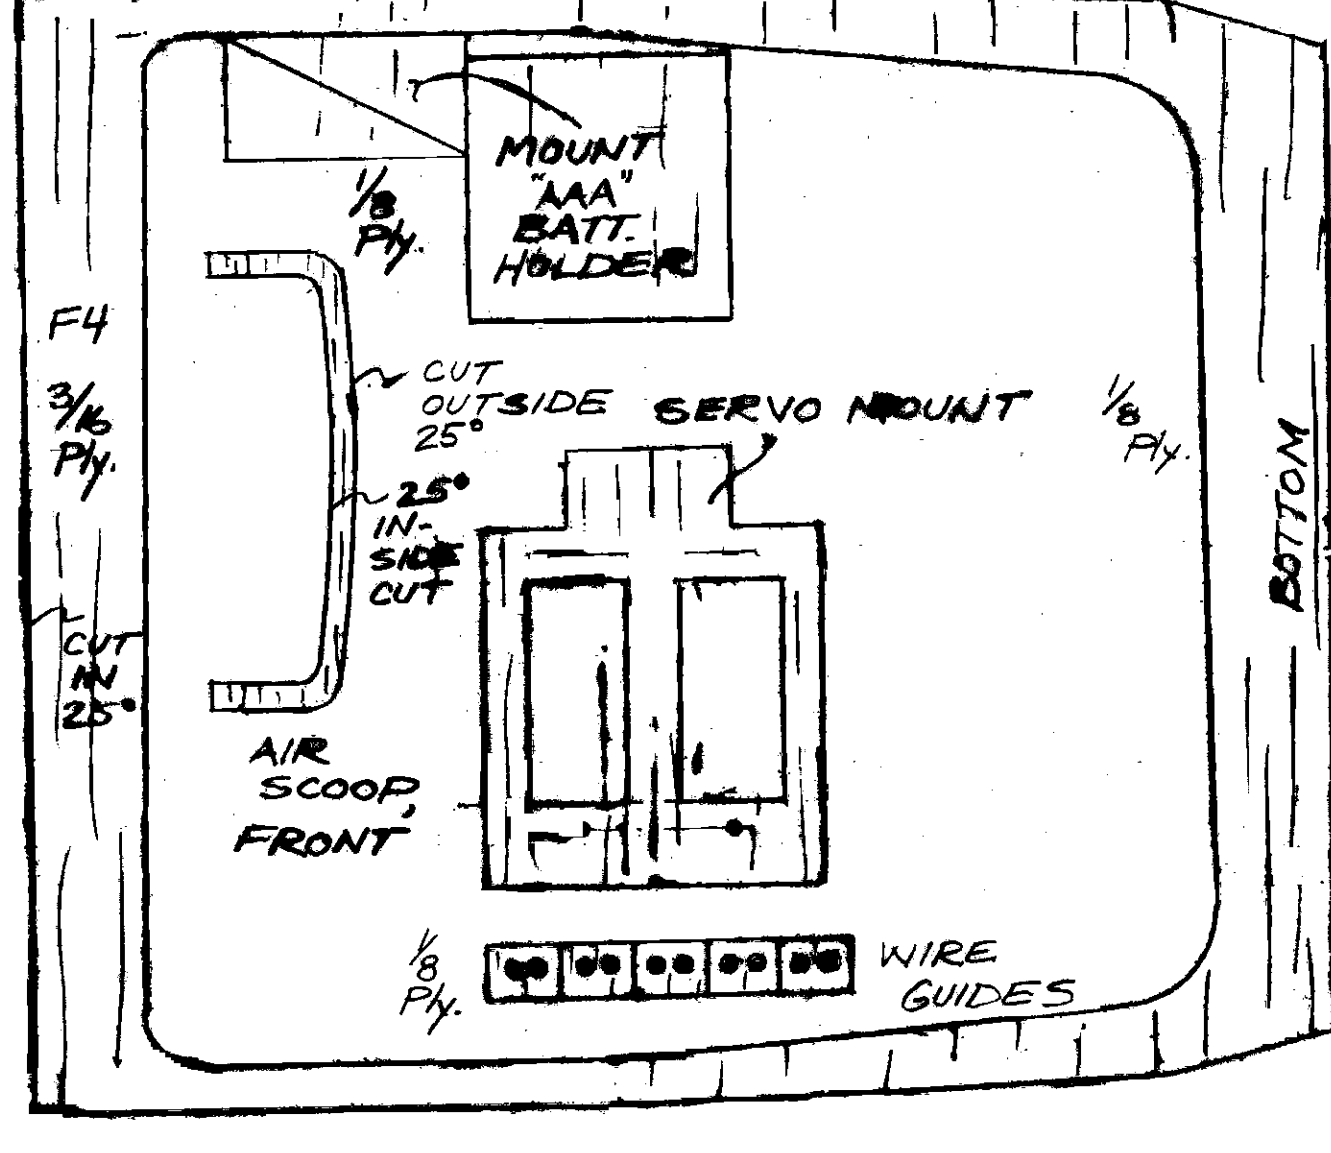 MOUNT
"AAA"
BATT.
HOLDER
1/8
Ply.
F4
3/16
Ply.
CUT
OUTSIDE
25°
SERVO MOUNT
1/8
Ply.
25°
IN-
SIDE
CUT
BOTTOM
CUT
IN
25°
AIR
SCOOP,
FRONT
1/8
Ply.
WIRE
GUIDES